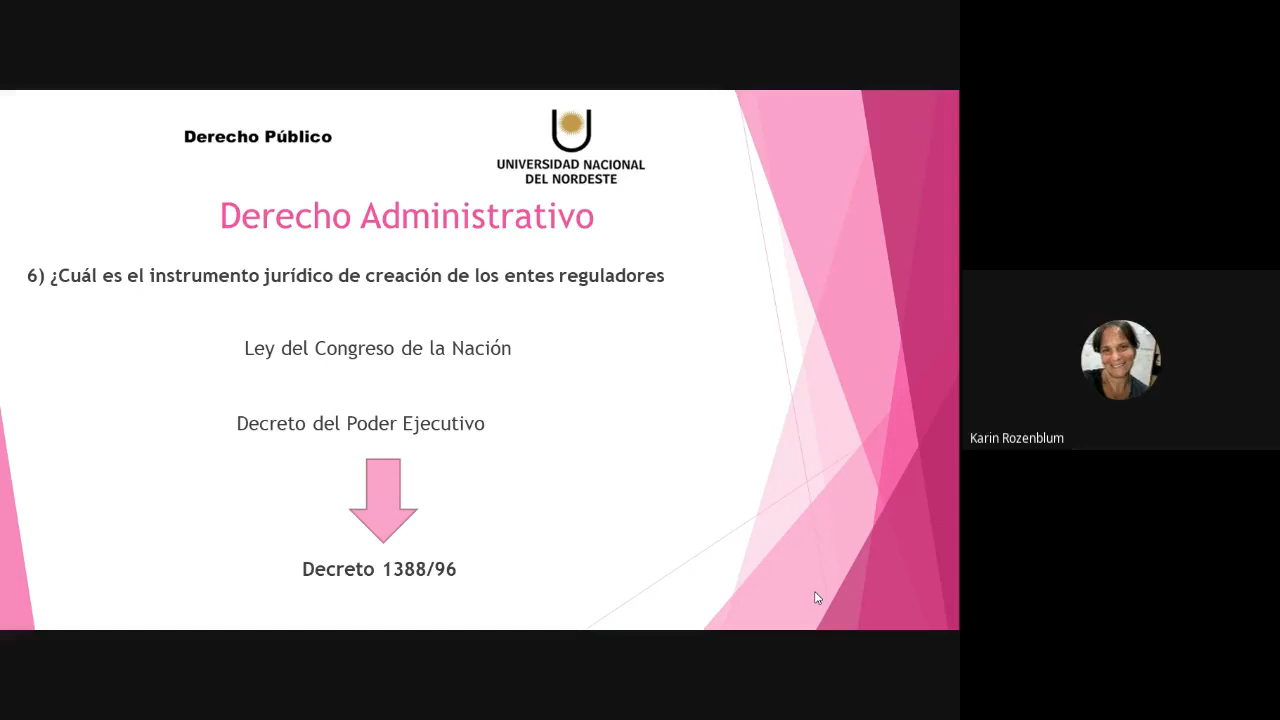 Derecho Público
UNIVERSIDAD NACIONAL
DEL NORDESTE
Derecho Administrativo
6) ¿Cuál es el instrumento jurídico de creación de los entes reguladores
Ley del Congreso de la Nación
Decreto del Poder Ejecutivo
Decreto 1388/96
Karin Rozenblum